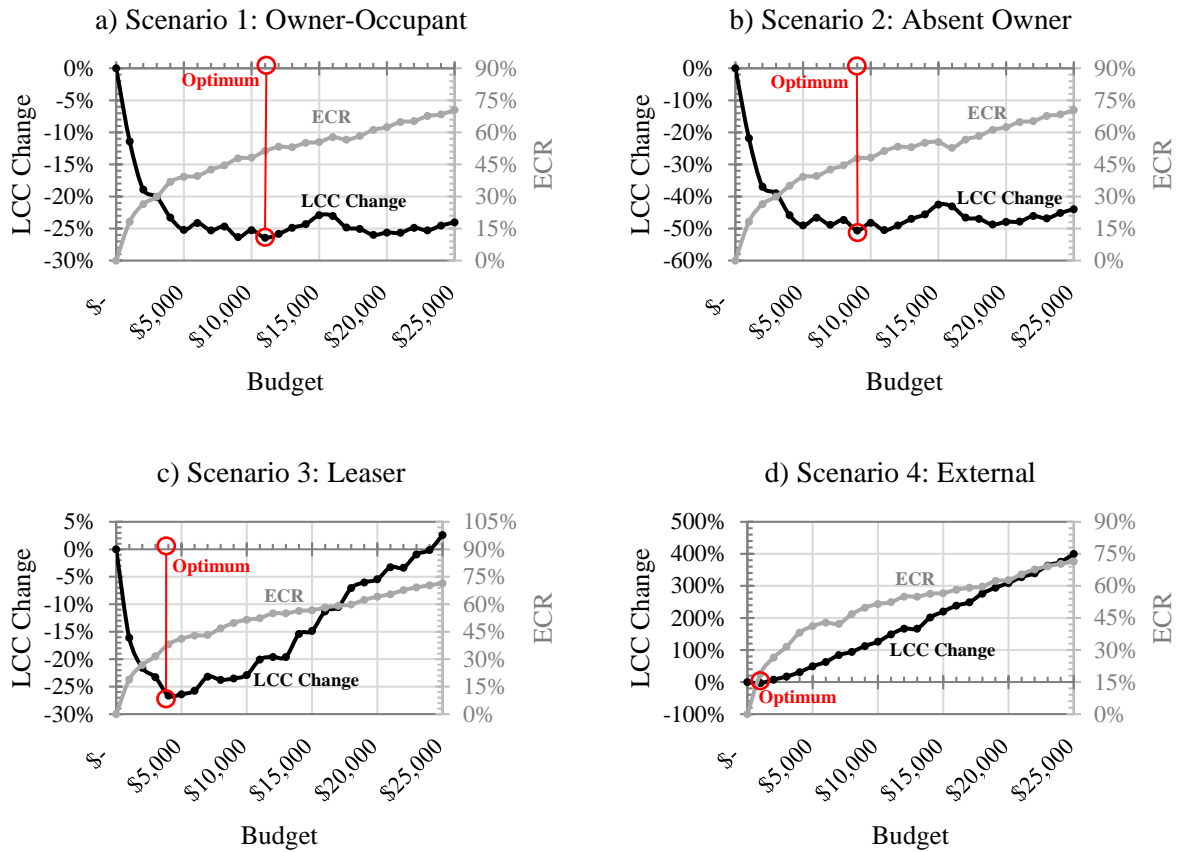 a) Scenario 1: Owner-Occupant
0%
-5%
-10%
-15%
-20%
-25%
-30%
LCC Change
90%
75%
60%
45%
30%
15%
0%
ECR
Optimum
ECR
LCC Change
$-
$5,000
$10,000
$15,000
$20,000
$25,000
Budget
b) Scenario 2: Absent Owner
0%
-10%
-20%
-30%
-40%
-50%
-60%
LCC Change
90%
75%
60%
45%
30%
15%
0%
ECR
Optimum
ECR
LCC Change
$-
$5,000
$10,000
$15,000
$20,000
$25,000
Budget
c) Scenario 3: Leaser
5%
0%
-5%
-10%
-15%
-20%
-25%
-30%
LCC Change
105%
90%
75%
60%
45%
30%
15%
0%
ECR
Optimum
ECR
LCC Change
$-
$5,000
$10,000
$15,000
$20,000
$25,000
Budget
d) Scenario 4: External
500%
400%
300%
200%
100%
0%
-100%
LCC Change
90%
75%
60%
45%
30%
15%
0%
ECR
ECR
LCC Change
Optimum
$-
$5,000
$10,000
$15,000
$20,000
$25,000
Budget